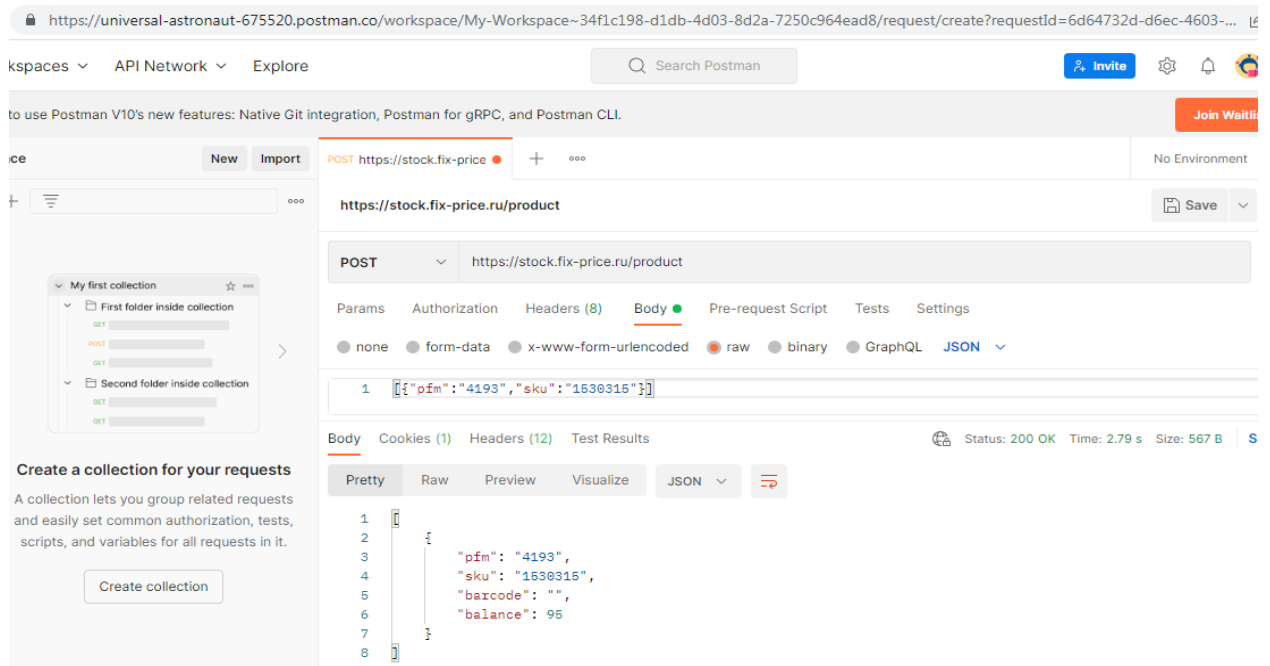 https://universal-astronaut-675520.postman.co/workspace/My-Workspace~34f1c198-d1db-4d03-8d2a-7250c964ead8/request/create?requestId=6d64732d-d6ec-4603-...
kspaces API Network Explore Search Postman Invite
to use Postman V10's new features: Native Git integration, Postman for gRPC, and Postman CLI. Join Waitli
ce New Import POST https://stock.fix-price No Environment
https://stock.fix-price.ru/product Save
POST https://stock.fix-price.ru/product
Params Authorization Headers (8) Body Pre-request Script Tests Settings
none form-data x-www-form-urlencoded raw binary GraphQL JSON
1 [{"pfm":"4193","sku":"1530315"}]
My first collection
First folder inside collection
GET
POST
GET
Second folder inside collection
GET
GET
Create a collection for your requests
A collection lets you group related requests
and easily set common authorization, tests,
scripts, and variables for all requests in it.
Create collection
Body Cookies (1) Headers (12) Test Results Status: 200 OK Time: 2.79 s Size: 567 B S
Pretty Raw Preview Visualize JSON
1 [
2 {
3 "pfm": "4193",
4 "sku": "1530315",
5 "barcode": "",
6 "balance": 95
7 }
8 ]